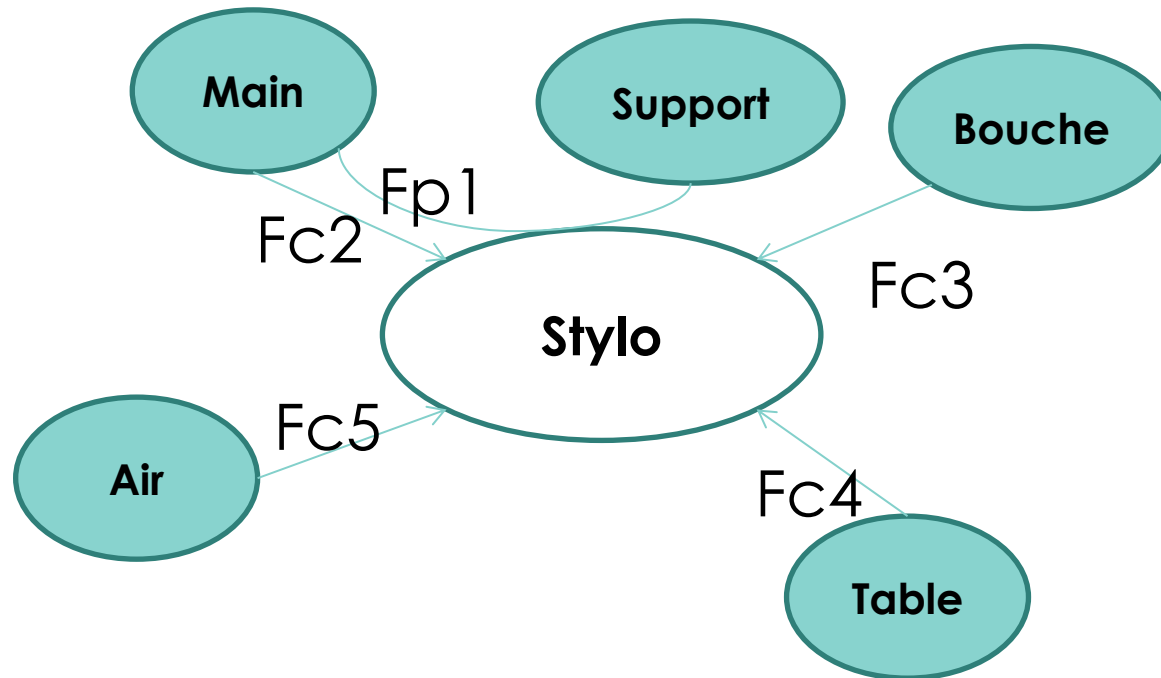 Main
Support
Bouche
Fp1
Fc2
Fc3
Stylo
Fc5
Air
Fc4
Table